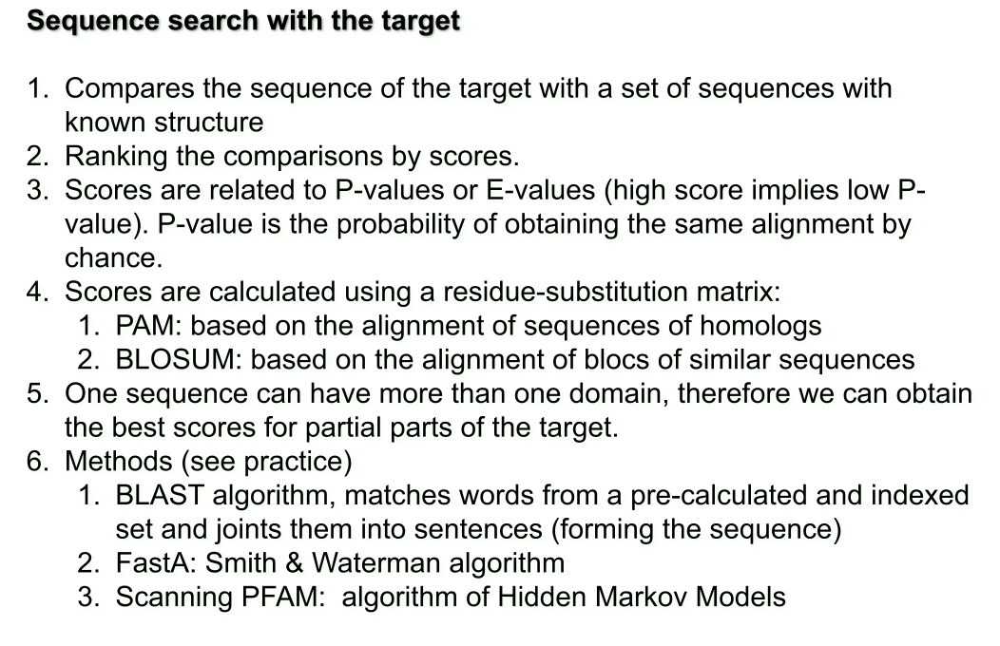 Sequence search with the target
1. Compares the sequence of the target with a set of sequences with
known structure
2. Ranking the comparisons by scores.
3. Scores are related to P-values or E-values (high score implies low P-
value). P-value is the probability of obtaining the same alignment by
chance.
4. Scores are calculated using a residue-substitution matrix:
1. PAM: based on the alignment of sequences of homologs
2. BLOSUM: based on the alignment of blocs of similar sequences
5. One sequence can have more than one domain, therefore we can obtain
the best scores for partial parts of the target.
6. Methods (see practice)
1. BLAST algorithm, matches words from a pre-calculated and indexed
set and joints them into sentences (forming the sequence)
2. FastA: Smith & Waterman algorithm
3. Scanning PFAM: algorithm of Hidden Markov Models